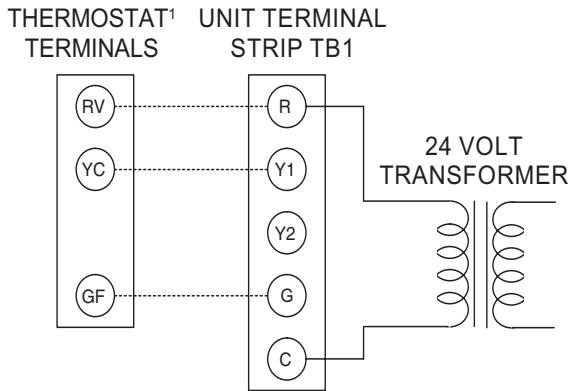 THERMOSTAT¹ UNIT TERMINAL
TERMINALS STRIP TB1
RV R
24 VOLT
YC Y1
TRANSFORMER
Y2
GF G
C